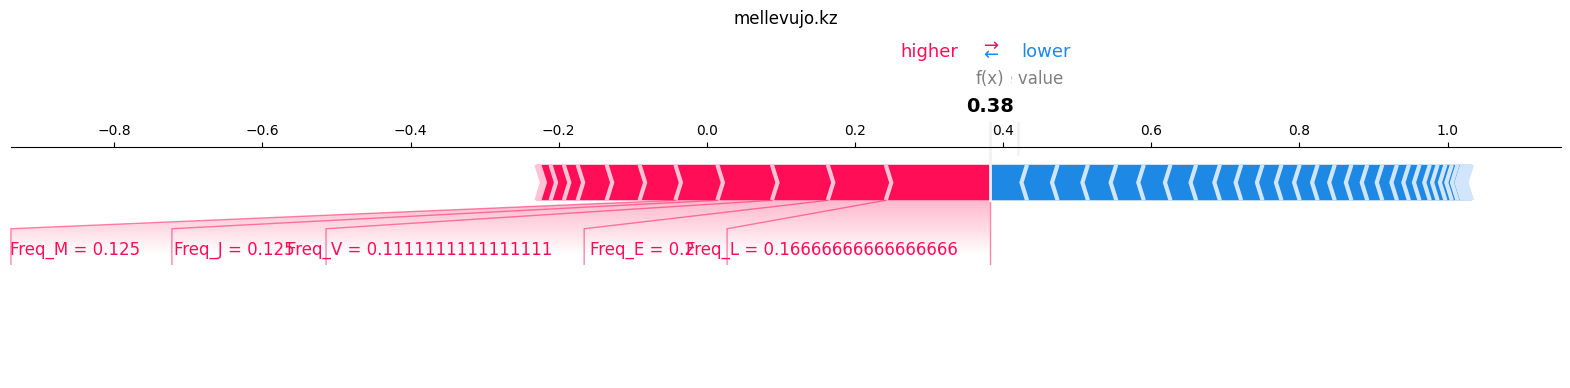 mellevujo.kz
higher ⇄ lower
f(x) value
0.38
−0.8 −0.6 −0.4 −0.2 0.0 0.2 0.4 0.6 0.8 1.0
Freq_M = 0.125 Freq_J = 0.125 Freq_V = 0.1111111111111111 Freq_E = 0.2 Freq_L = 0.16666666666666666